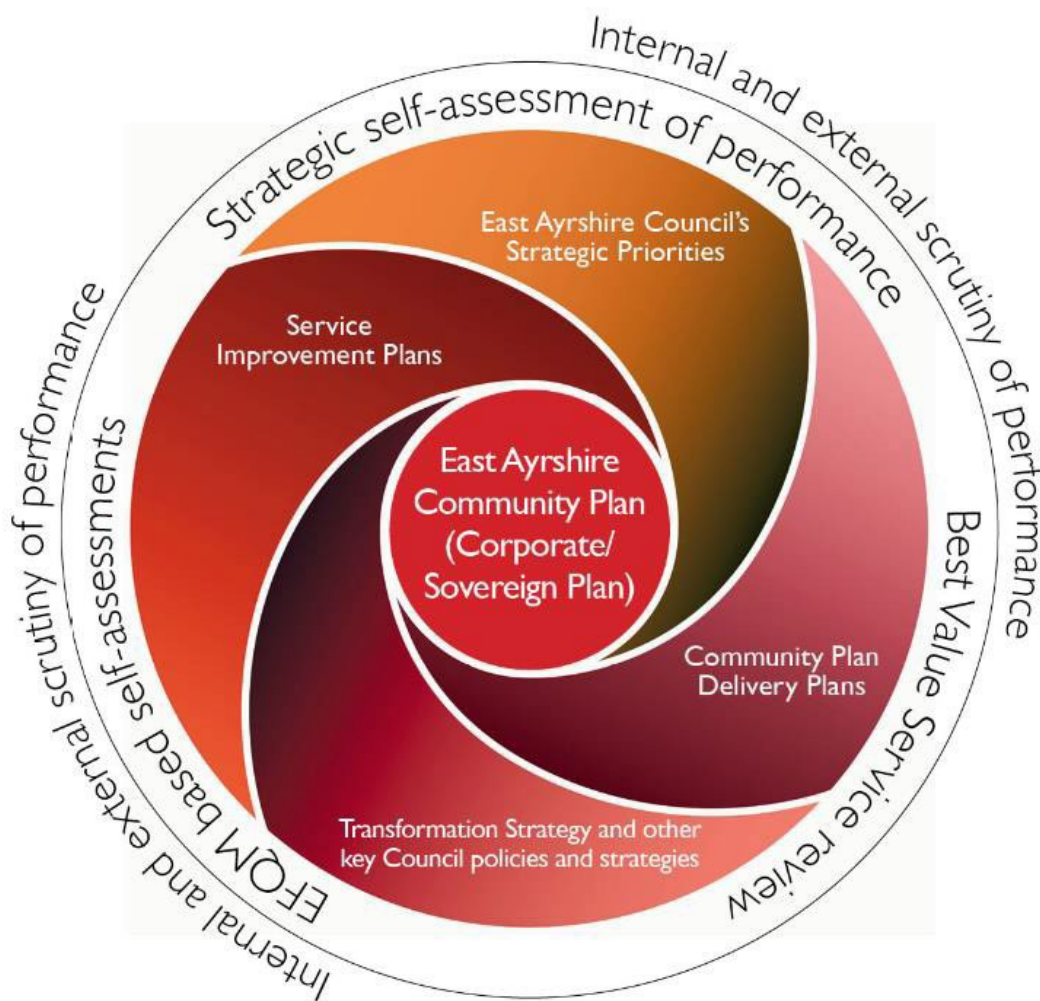 Internal and external scrutiny of performance
Strategic self-assessment of performance
East Ayrshire Council's
Strategic Priorities
Service
Improvement Plans
East Ayrshire
Community Plan
(Corporate/
Sovereign Plan)
Community Plan
Delivery Plans
Transformation Strategy and other
key Council policies and strategies
Best Value Service review
EFQM based self-assessments
Internal and external scrutiny of performance